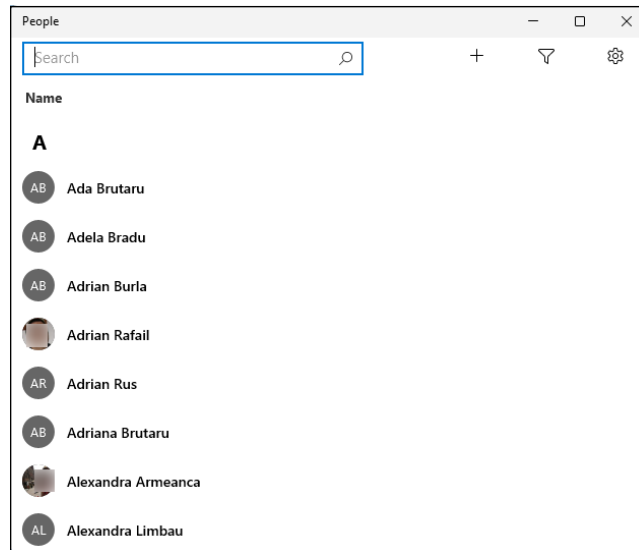 People
Search
Name
A
AB Ada Brutaru
AB Adela Bradu
AB Adrian Burla
Adrian Rafail
AR Adrian Rus
AB Adriana Brutaru
Alexandra Armeanca
AL Alexandra Limbau